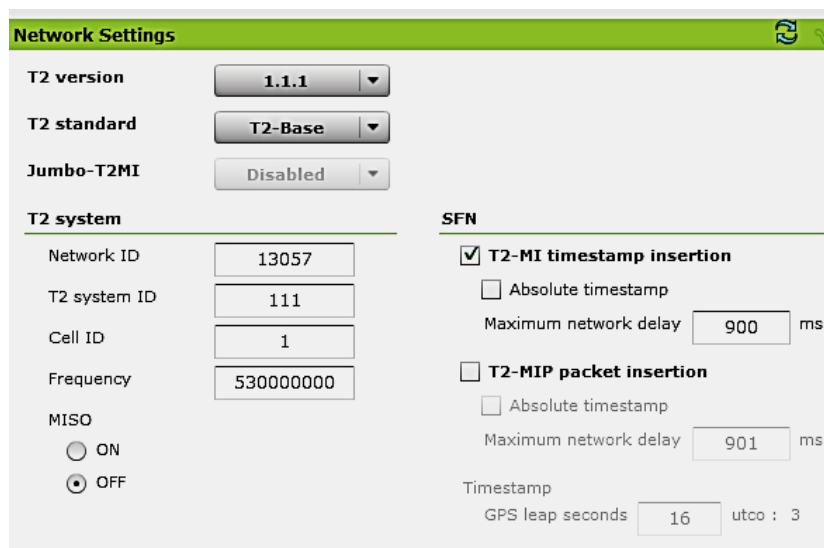 Network Settings
T2 version 1.1.1
T2 standard T2-Base
Jumbo-T2MI Disabled
T2 system
Network ID 13057
T2 system ID 111
Cell ID 1
Frequency 530000000
MISO
ON
OFF
SFN
T2-MI timestamp insertion
Absolute timestamp
Maximum network delay 900 ms
T2-MIP packet insertion
Absolute timestamp
Maximum network delay 901 ms
Timestamp
GPS leap seconds 16 utco : 3